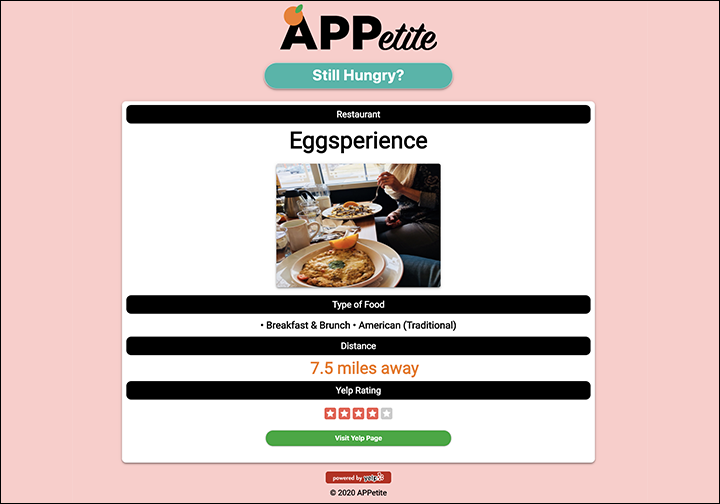 APPetite
Still Hungry?
Restaurant
Eggsperience
Type of Food
• Breakfast & Brunch • American (Traditional)
Distance
7.5 miles away
Yelp Rating
Visit Yelp Page
powered by yelp
© 2020 APPetite